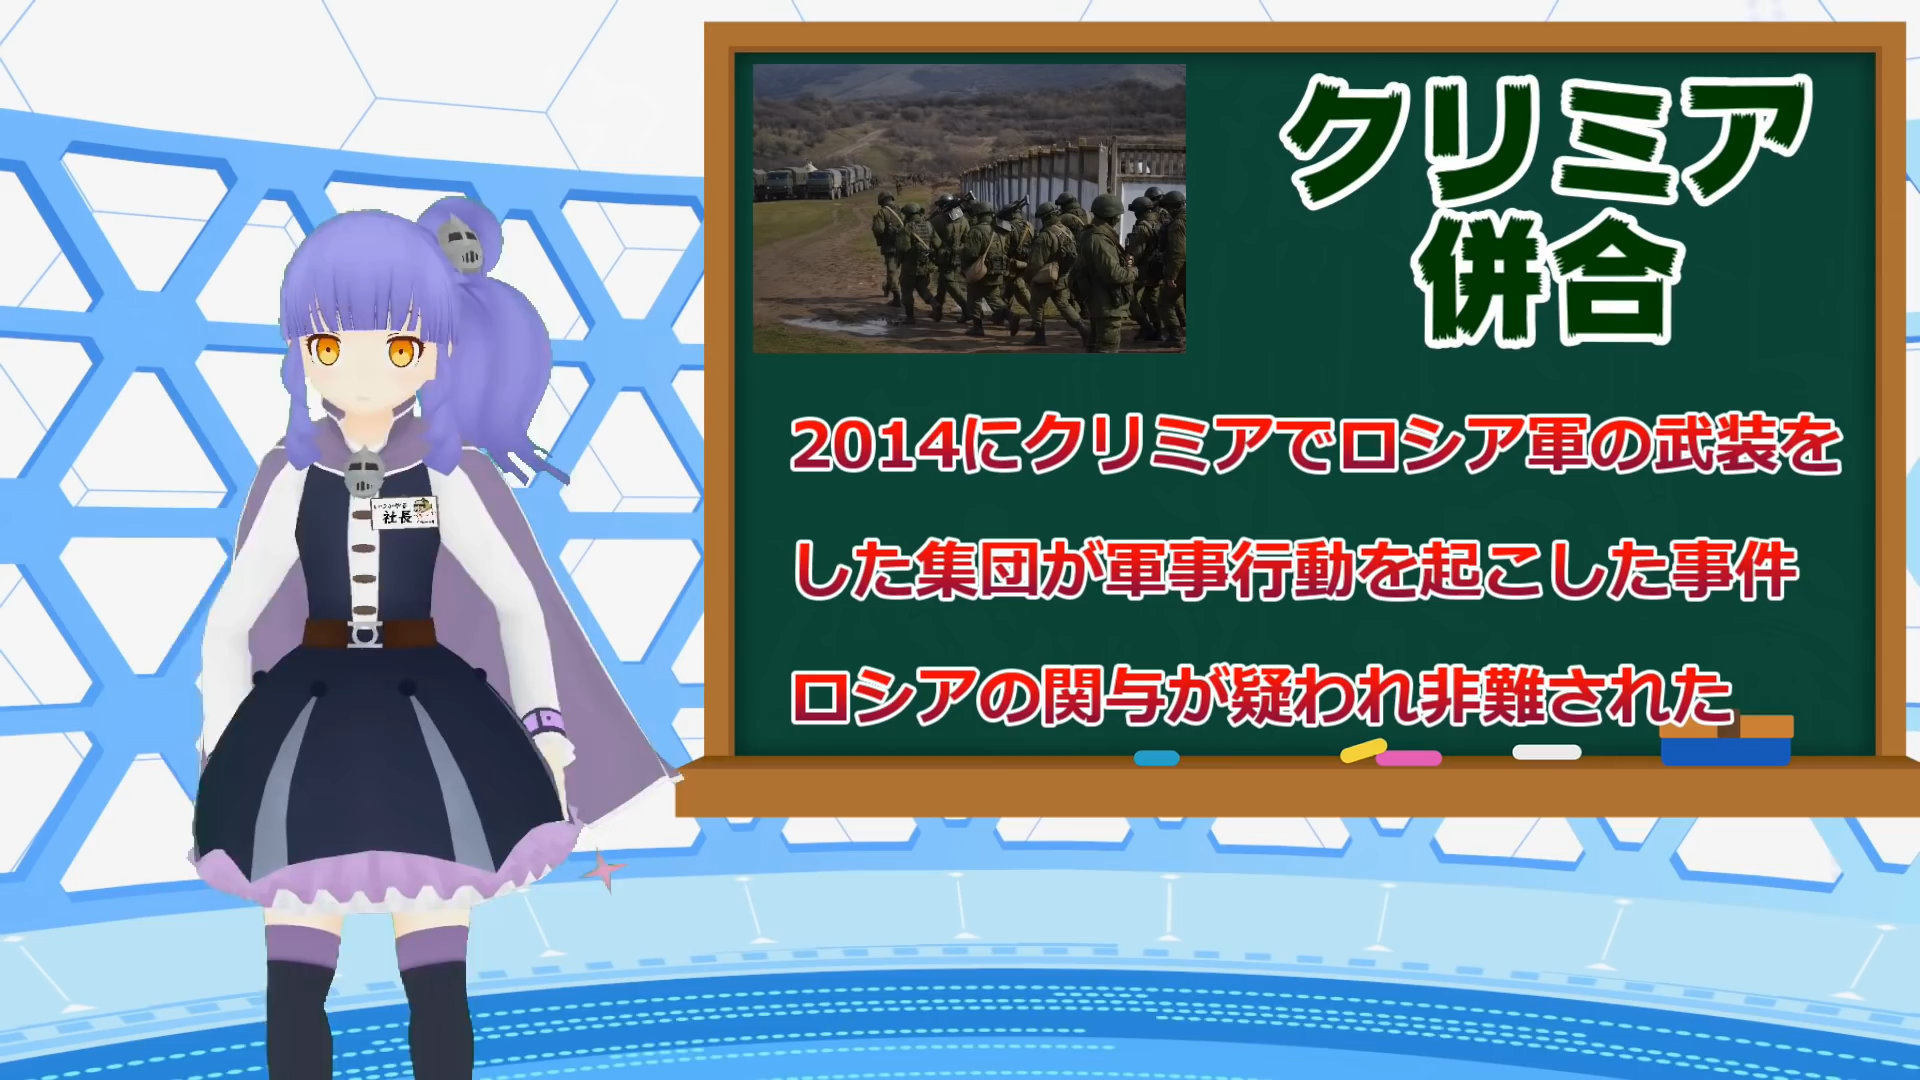 クリミア
併合
2014にクリミアでロシア軍の武装を
した集団が軍事行動を起こした事件
ロシアの関与が疑われ非難された
社長